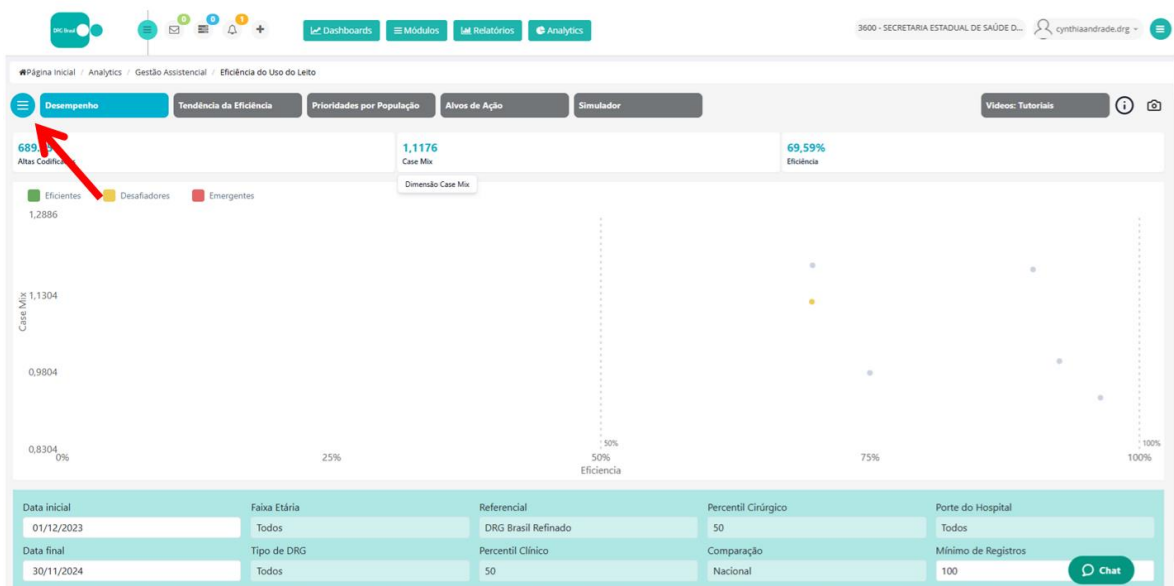 DRG Brasil
0
0
1
Dashboards
Módulos
Relatórios
Analytics
3600 - SECRETARIA ESTADUAL DE SAÚDE D...
cynthiaandrade.drg
Página Inicial / Analytics / Gestão Assistencial / Eficiência do Uso do Leito
Desempenho
Tendência da Eficiência
Prioridades por População
Alvos de Ação
Simulador
Videos: Tutoriais
1,1176
69,59%
Case Mix
Eficiência
Dimensão Case Mix
Eficientes
Desafiadores
Emergentes
1,2886
1,1304
Case Mix
0,9804
0,8304
50%
100%
0%
25%
50%
75%
100%
Eficiencia
Data inicial
Faixa Etária
Referencial
Percentil Cirúrgico
Porte do Hospital
01/12/2023
Todos
DRG Brasil Refinado
50
Todos
Data final
Tipo de DRG
Percentil Clínico
Comparação
Mínimo de Registros
30/11/2024
Todos
50
Nacional
100
Chat